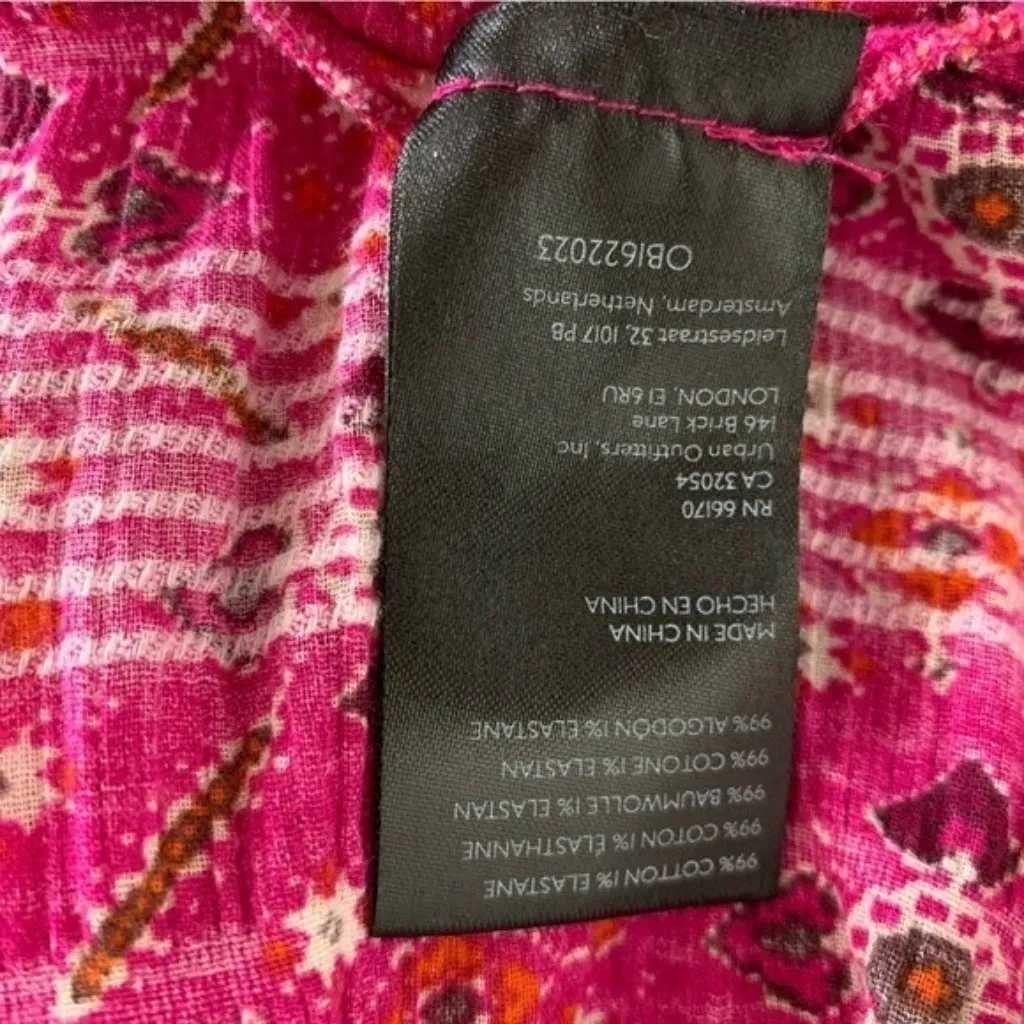 99% COTTON 1% ELASTANE
99% COTON 1% ÉLASTHANNE
99% BAUMWOLLE 1% ELASTAN
99% COTONE 1% ELASTAN
99% ALGODÓN 1% ELASTANE
MADE IN CHINA
HECHO EN CHINA
RN 66170
CA 32054
Urban Outfitters, Inc
146 Brick Lane
LONDON, E1 6RU
Leidsestraat 32, 1017 PB
Amsterdam, Netherlands
OB1622023